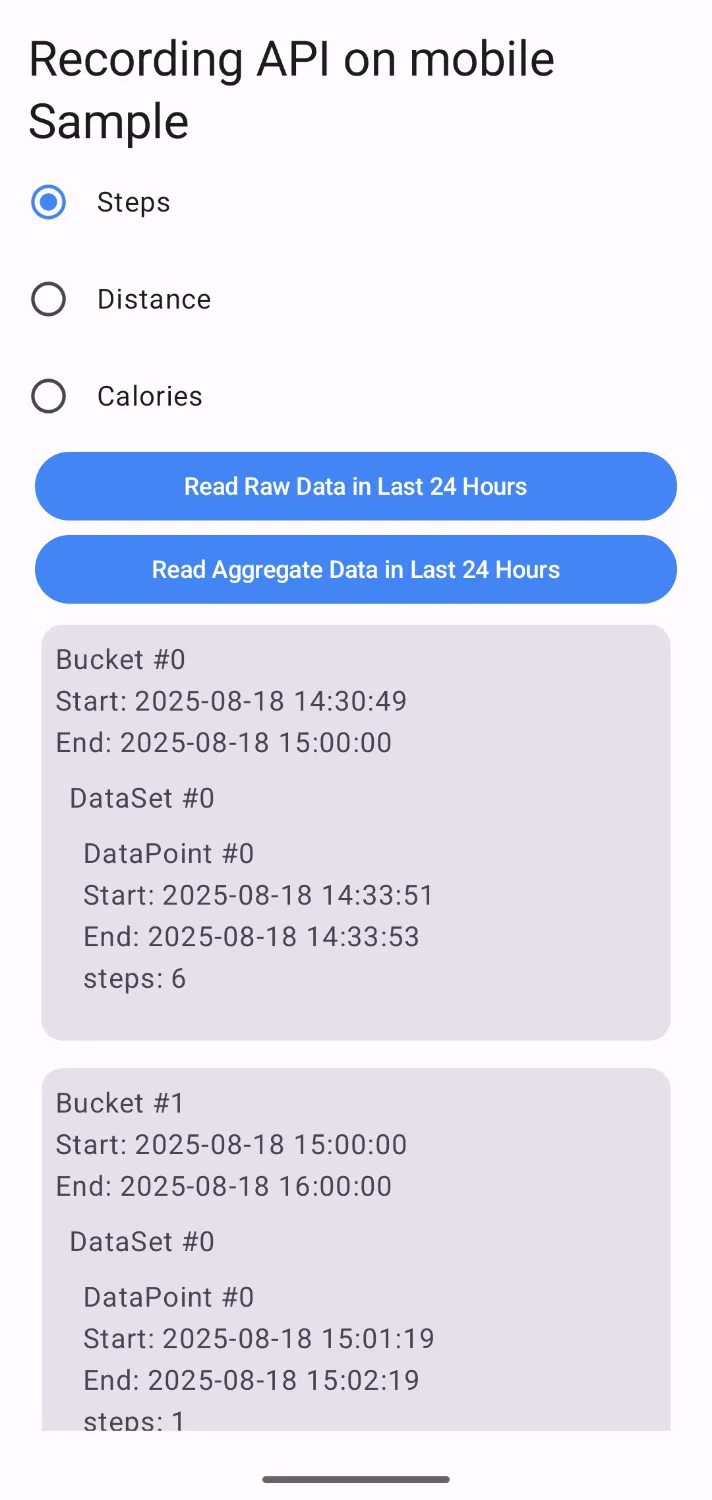 Recording API on mobile
Sample
Steps
Distance
Calories
Read Raw Data in Last 24 Hours
Read Aggregate Data in Last 24 Hours
Bucket #0
Start: 2025-08-18 14:30:49
End: 2025-08-18 15:00:00
DataSet #0
DataPoint #0
Start: 2025-08-18 14:33:51
End: 2025-08-18 14:33:53
steps: 6
Bucket #1
Start: 2025-08-18 15:00:00
End: 2025-08-18 16:00:00
DataSet #0
DataPoint #0
Start: 2025-08-18 15:01:19
End: 2025-08-18 15:02:19
steps: 1